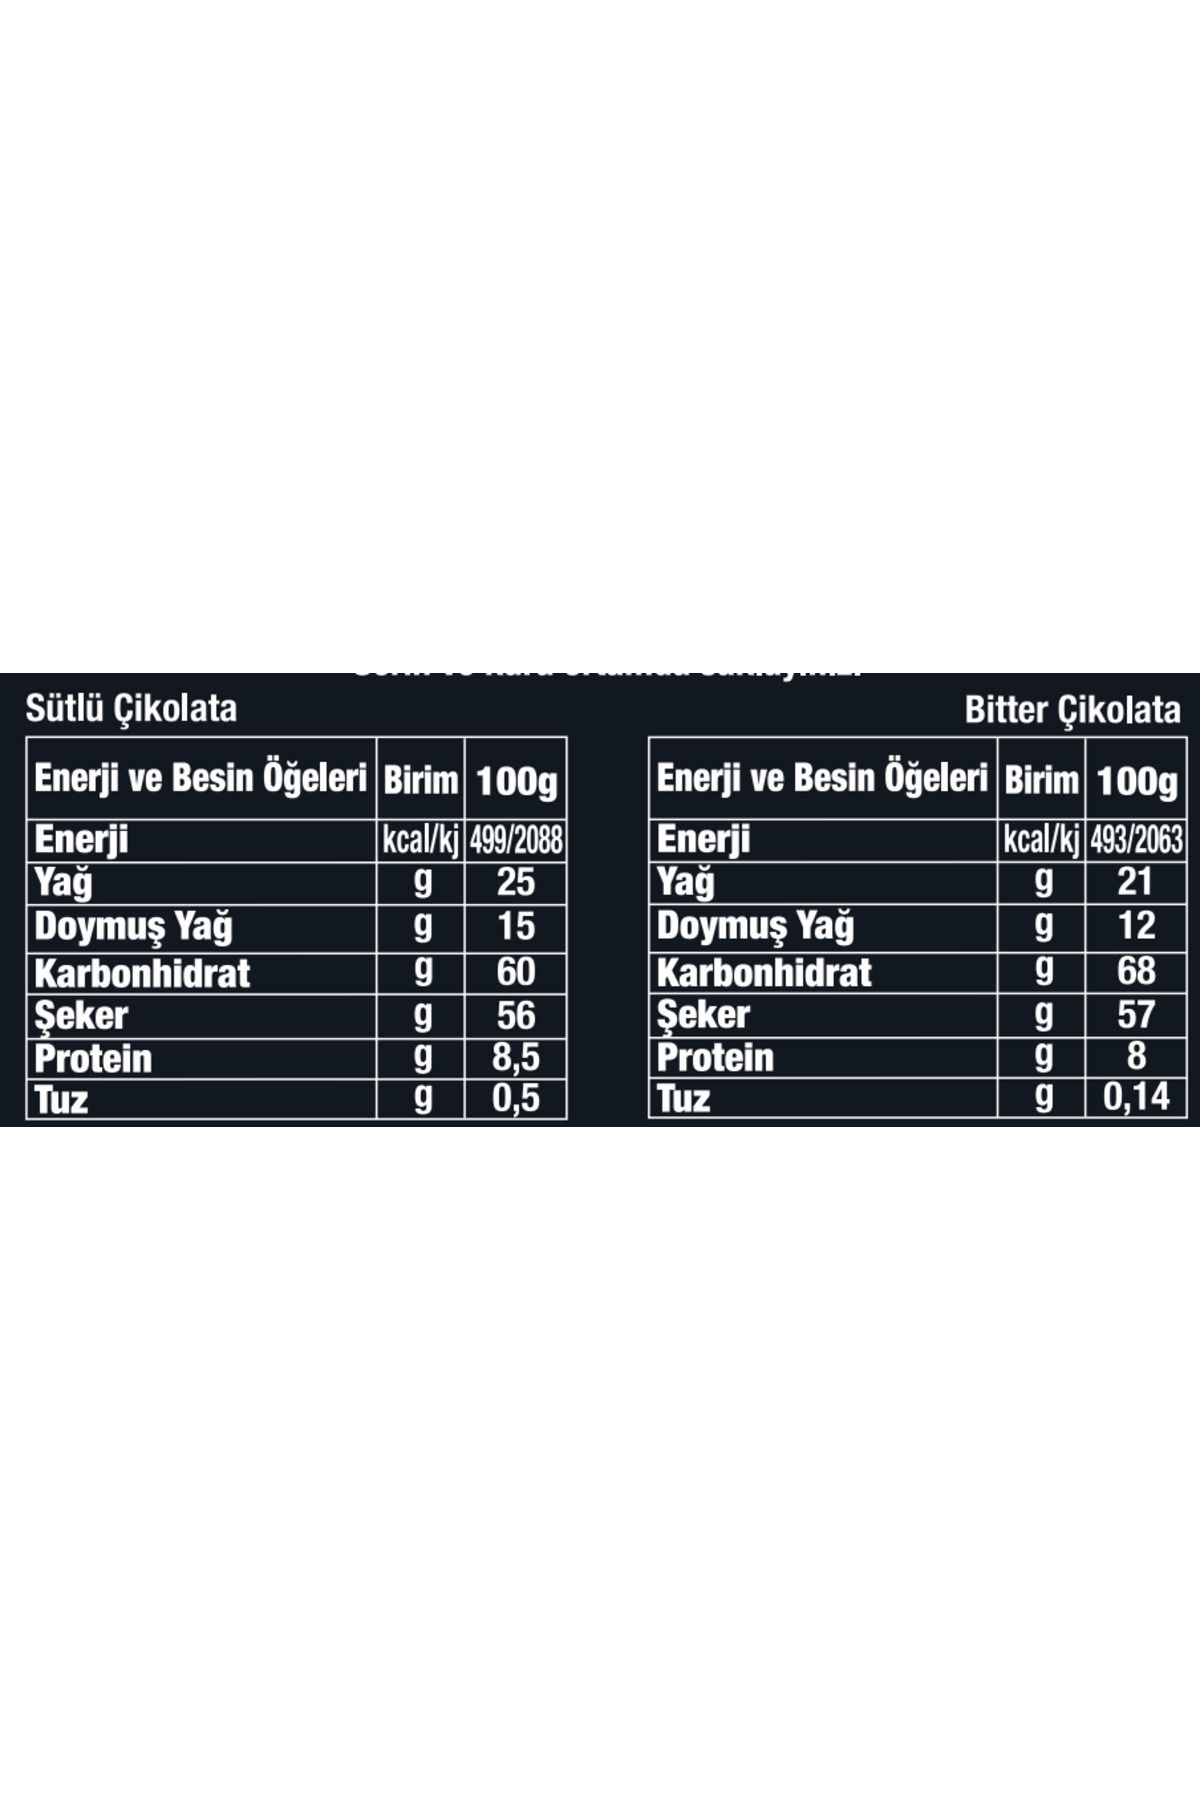 Sütlü Çikolata
Enerji ve Besin Öğeleri Birim 100g
Enerji kcal/kj 499/2088
Yağ g 25
Doymuş Yağ g 15
Karbonhidrat g 60
Şeker g 56
Protein g 8,5
Tuz g 0,5
Bitter Çikolata
Enerji ve Besin Öğeleri Birim 100g
Enerji kcal/kj 493/2063
Yağ g 21
Doymuş Yağ g 12
Karbonhidrat g 68
Şeker g 57
Protein g 8
Tuz g 0,14